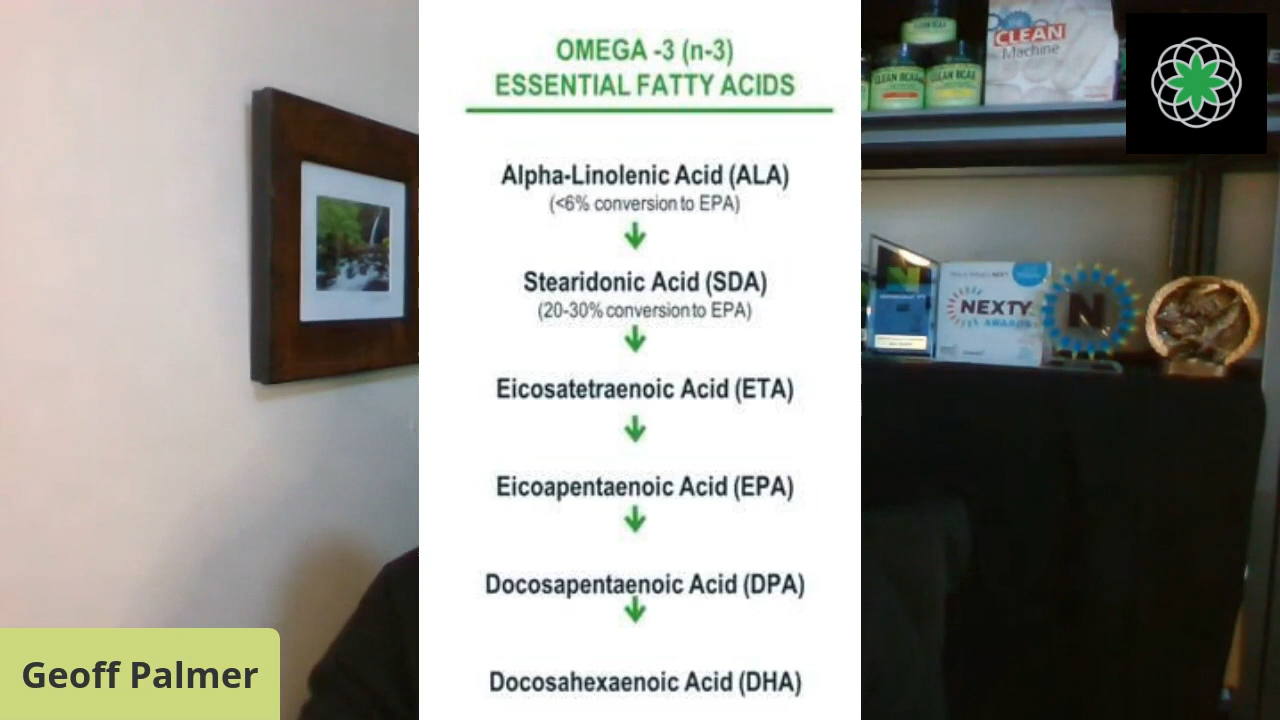 OMEGA -3 (n-3)
ESSENTIAL FATTY ACIDS
Alpha-Linolenic Acid (ALA)
(<6% conversion to EPA)
Stearidonic Acid (SDA)
(20-30% conversion to EPA)
Eicosatetraenoic Acid (ETA)
Eicoapentaenoic Acid (EPA)
Docosapentaenoic Acid (DPA)
Docosahexaenoic Acid (DHA)
Geoff Palmer
CLEAN
Machine
CLEAN BCAA
CLEAN BCAA
NEXTY
AWARDS
N